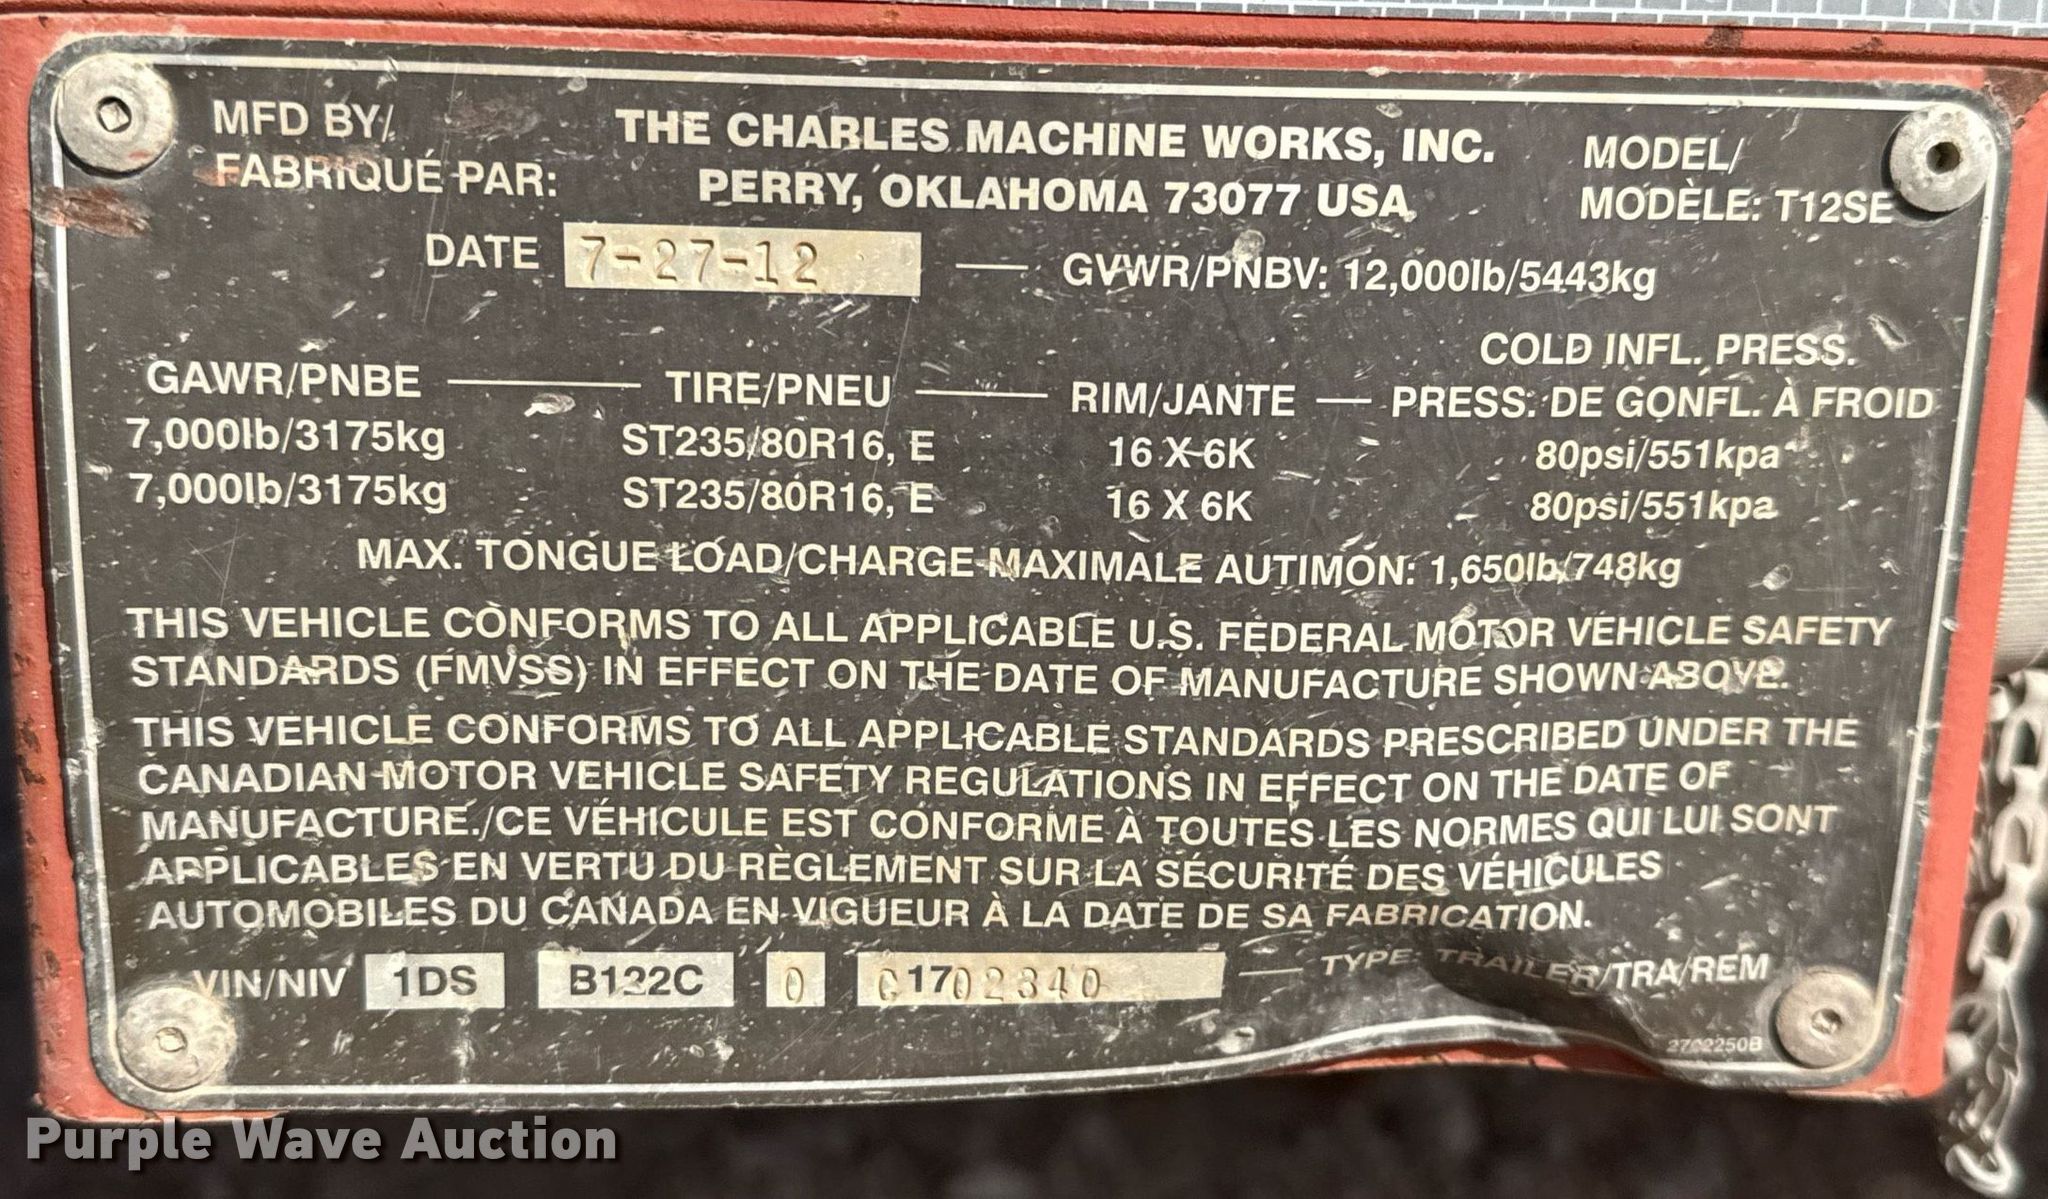 MFD BY/
FABRIQUÉ PAR:
THE CHARLES MACHINE WORKS, INC.
PERRY, OKLAHOMA 73077 USA
MODEL/
MODÈLE: T12SE
DATE 7-27-12 — GVWR/PNBV: 12,000lb/5443kg
COLD INFL. PRESS.
GAWR/PNBE — TIRE/PNEU — RIM/JANTE — PRESS. DE GONFL. À FROID
7,000lb/3175kg ST235/80R16, E 16 X 6K 80psi/551kpa
7,000lb/3175kg ST235/80R16, E 16 X 6K 80psi/551kpa
MAX. TONGUE LOAD/CHARGE MAXIMALE AUTIMON: 1,650lb/748kg
THIS VEHICLE CONFORMS TO ALL APPLICABLE U.S. FEDERAL MOTOR VEHICLE SAFETY
STANDARDS (FMVSS) IN EFFECT ON THE DATE OF MANUFACTURE SHOWN ABOVE.
THIS VEHICLE CONFORMS TO ALL APPLICABLE STANDARDS PRESCRIBED UNDER THE
CANADIAN MOTOR VEHICLE SAFETY REGULATIONS IN EFFECT ON THE DATE OF
MANUFACTURE./CE VÉHICULE EST CONFORME À TOUTES LES NORMES QUI LUI SONT
APPLICABLES EN VERTU DU RÈGLEMENT SUR LA SÉCURITÉ DES VÉHICULES
AUTOMOBILES DU CANADA EN VIGUEUR À LA DATE DE SA FABRICATION.
VIN/NIV 1DS B122C 0 C1702340 — TYPE: TRAILER/TRA/REM
2702250B
Purple Wave Auction